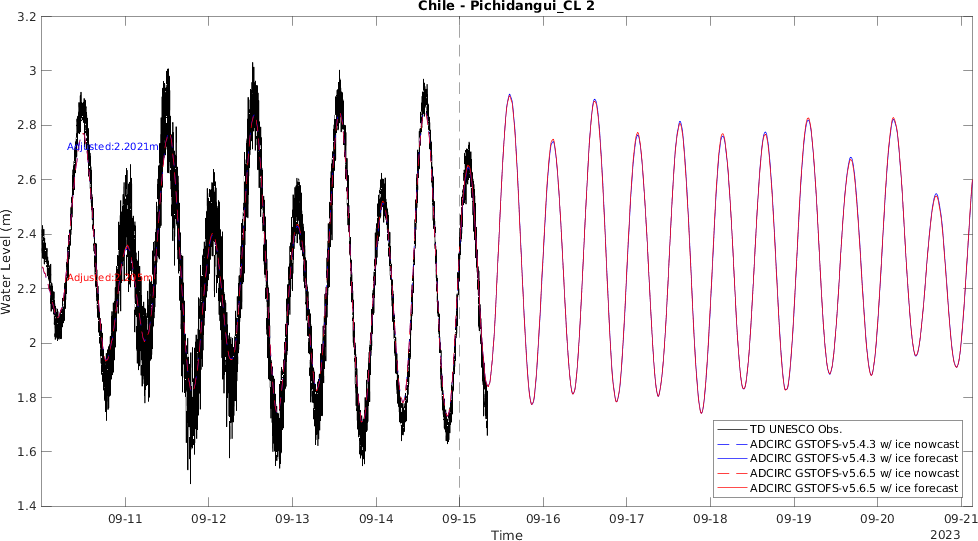 Chile - Pichidangui_CL 2
Water Level (m)
3.2
3
2.8
2.6
2.4
2.2
2
1.8
1.6
1.4
Adjusted:2.2021m
TD UNESCO Obs.
ADCIRC GSTOFS-v5.4.3 w/ ice nowcast
ADCIRC GSTOFS-v5.4.3 w/ ice forecast
ADCIRC GSTOFS-v5.6.5 w/ ice nowcast
ADCIRC GSTOFS-v5.6.5 w/ ice forecast
09-11
09-12
09-13
09-14
09-15
09-16
09-17
09-18
09-19
09-20
09-21
Time
2023